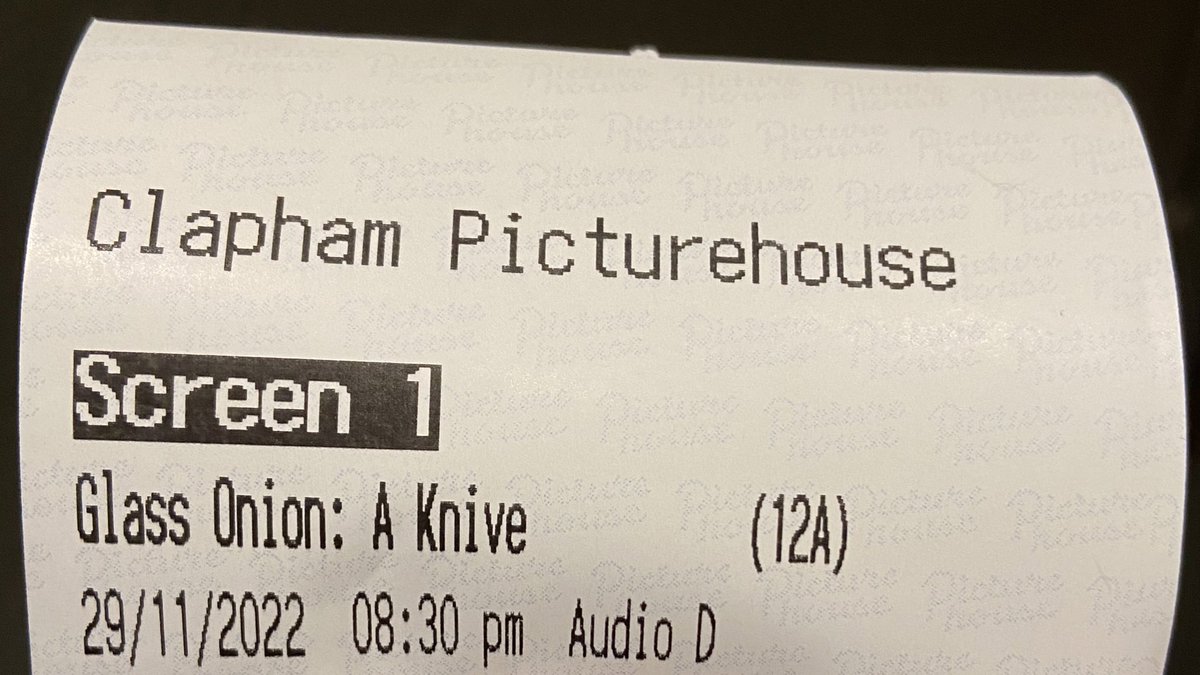 Clapham Picturehouse
Screen 1
Glass Onion: A Knive (12A)
29/11/2022 08:30 pm Audio D